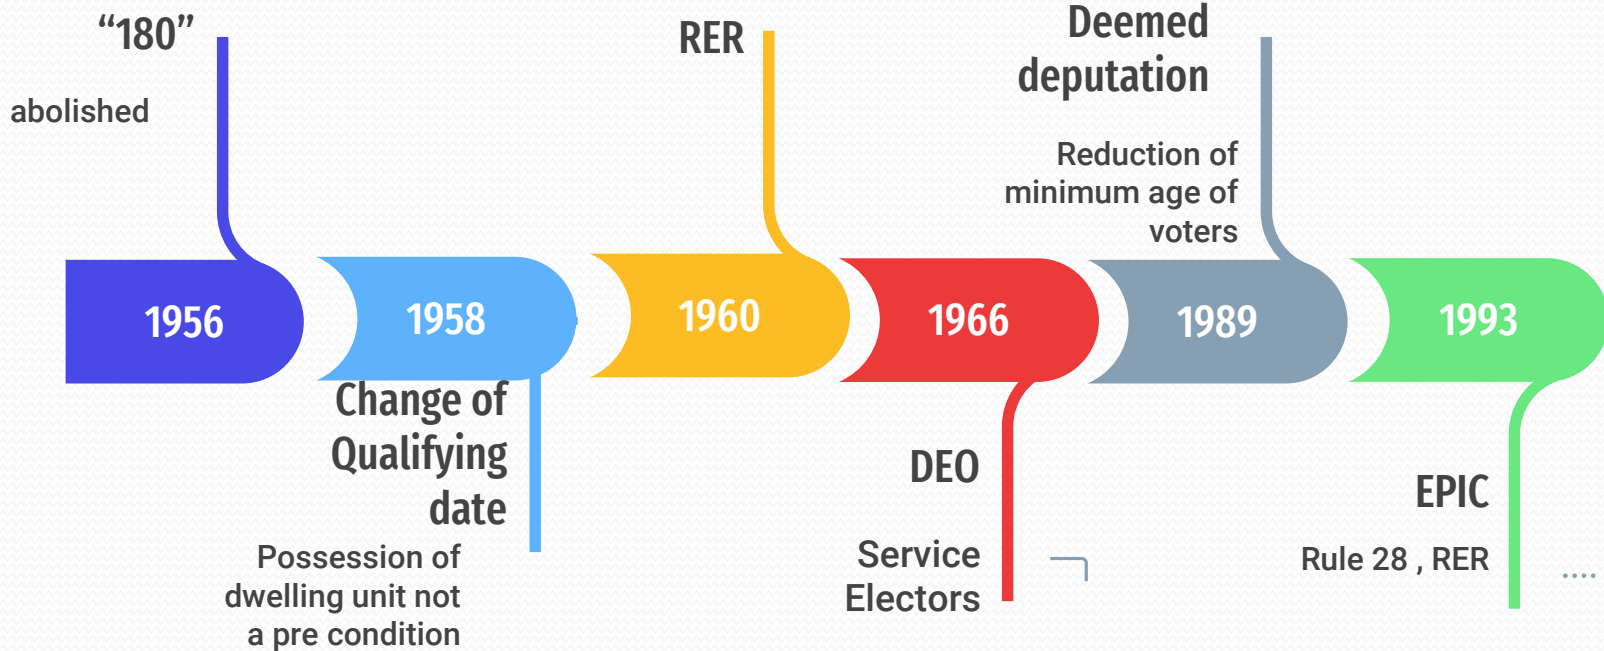 “180”
abolished
RER
Deemed
deputation
Reduction of
minimum age of
voters
1956
1958
1960
1966
1989
1993
Change of
Qualifying
date
Possession of
dwelling unit not
a pre condition
DEO
Service
Electors
EPIC
Rule 28 , RER